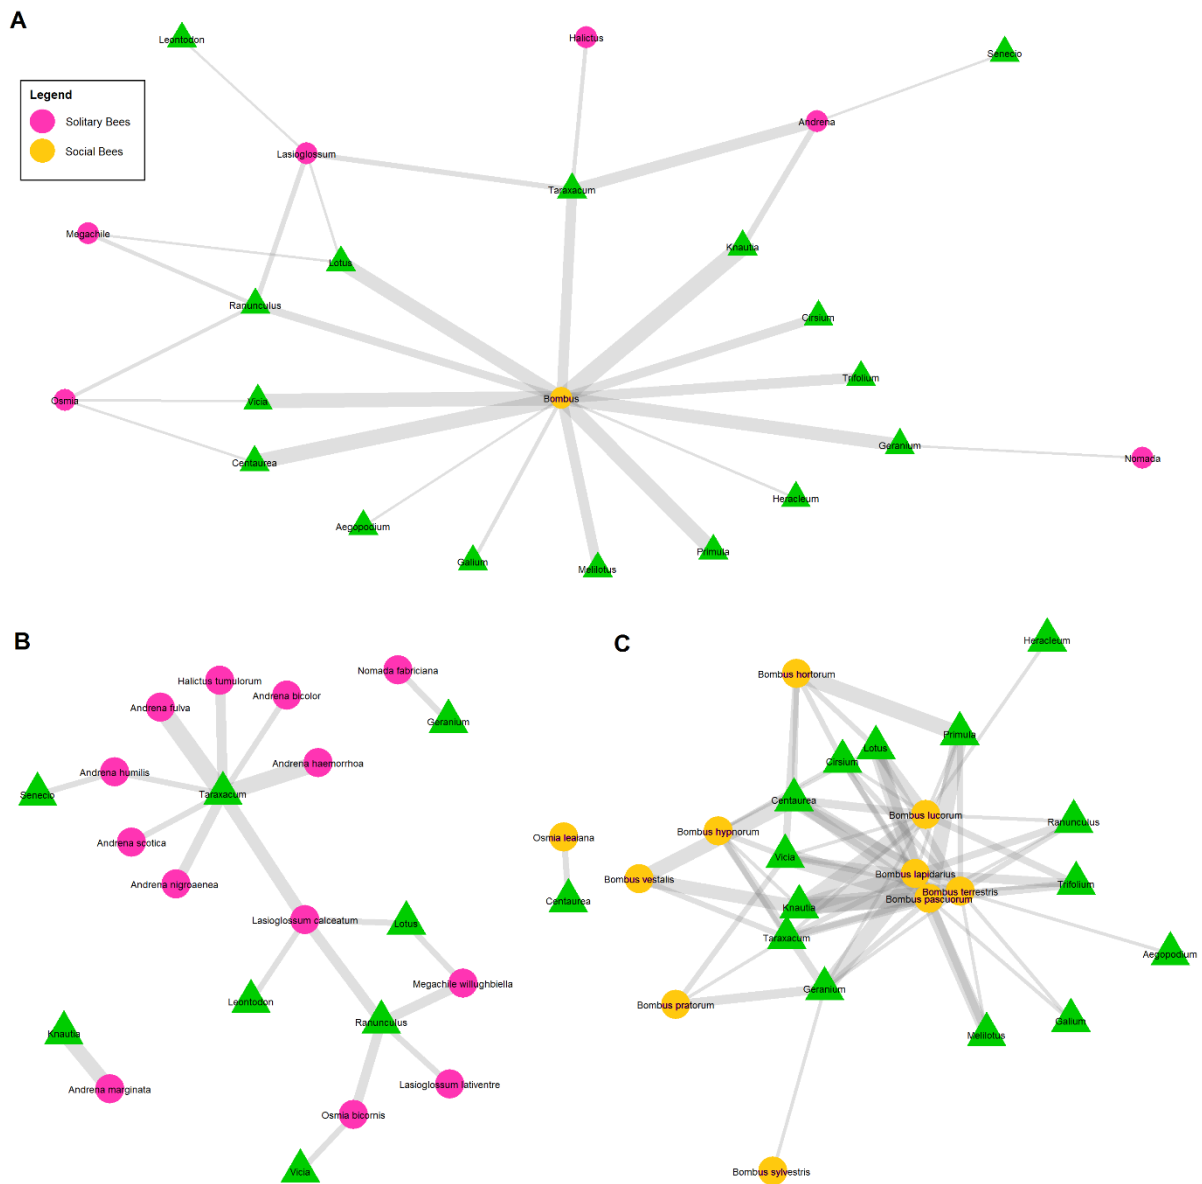 A
Leontodon
Halictus
Senecio
Legend
Solitary Bees
Social Bees
Andrena
Lasioglossum
Taraxacum
Megachile
Knautia
Lotus
Ranunculus
Cirsium
Trifolium
Osmia
Vicia
Bombus
Geranium
Nomada
Centaurea
Heracleum
Aegopodium
Primula
Galium
Melilotus
B
Nomada fabriciana
Halictus tumulorum
Andrena bicolor
Andrena fulva
Geranium
Andrena humilis
Andrena haemorrhoa
Senecio
Taraxacum
Andrena scotica
Osmia leaiana
Andrena nigroaenea
Centaurea
Lasioglossum calceatum
Lotus
Megachile willughbiella
Leontodon
Ranunculus
Knautia
Andrena marginata
Lasioglossum lativentre
Osmia bicornis
Vicia
C
Heracleum
Bombus hortorum
Primula
Lotus
Cirsium
Centaurea
Bombus lucorum
Ranunculus
Bombus hypnorum
Vicia
Bombus vestalis
Bombus lapidarius
Trifolium
Bombus terrestris
Bombus pascuorum
Knautia
Taraxacum
Aegopodium
Geranium
Bombus pratorum
Galium
Melilotus
Bombus sylvestris